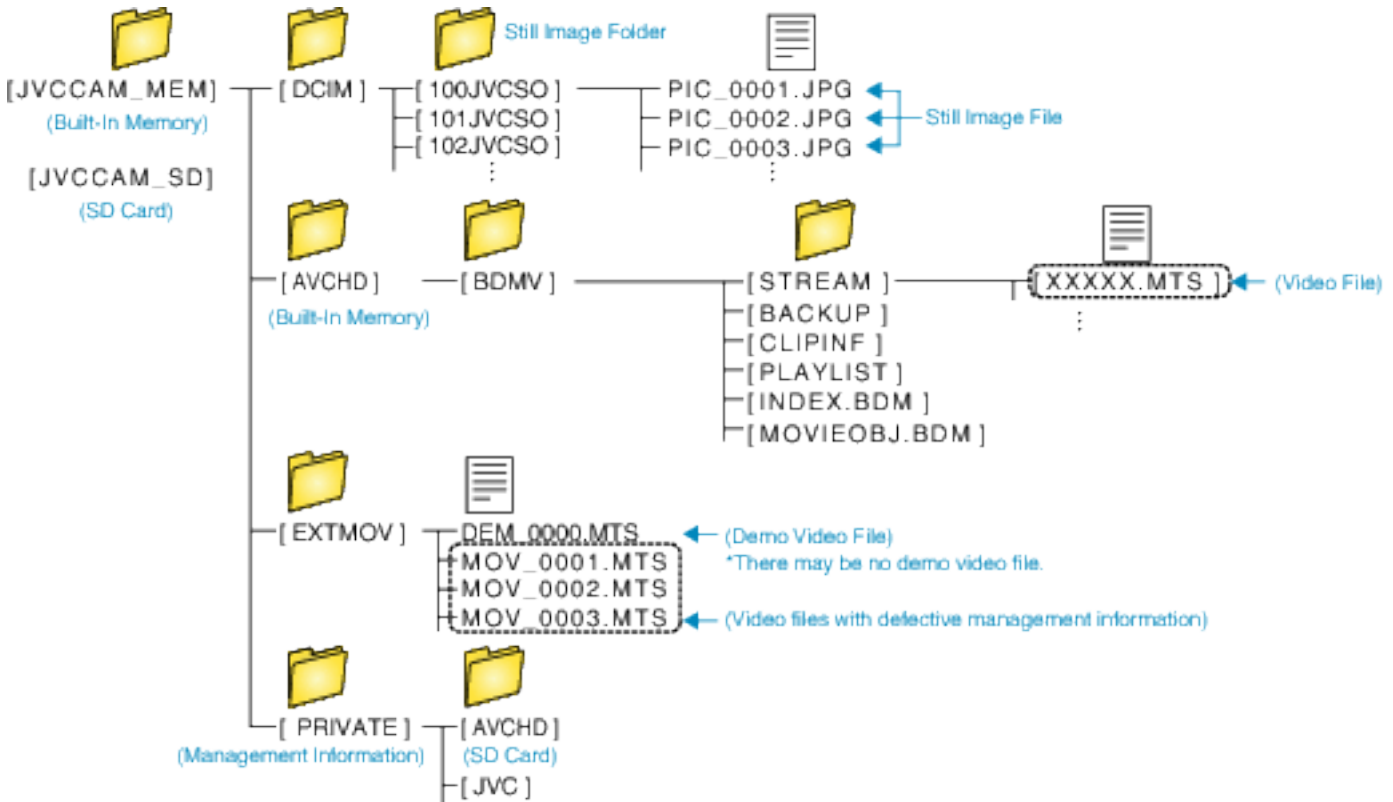 Still Image Folder
[JVCCAM_MEM]
(Built-In Memory)
[JVCCAM_SD]
(SD Card)
[ DCIM ]
[ 100JVCSO ]
[ 101JVCSO ]
[ 102JVCSO ]
PIC_0001.JPG
PIC_0002.JPG
PIC_0003.JPG
Still Image File
[ AVCHD ]
(Built-In Memory)
[ BDMV ]
[ STREAM ]
[ BACKUP ]
[ CLIPINF ]
[ PLAYLIST ]
[ INDEX.BDM ]
[ MOVIEOBJ.BDM ]
[ XXXXX.MTS ]
(Video File)
[ EXTMOV ]
DEM_0000.MTS
MOV_0001.MTS
MOV_0002.MTS
MOV_0003.MTS
(Demo Video File)
*There may be no demo video file.
(Video files with defective management information)
[ PRIVATE ]
(Management Information)
[ AVCHD ]
(SD Card)
[ JVC ]